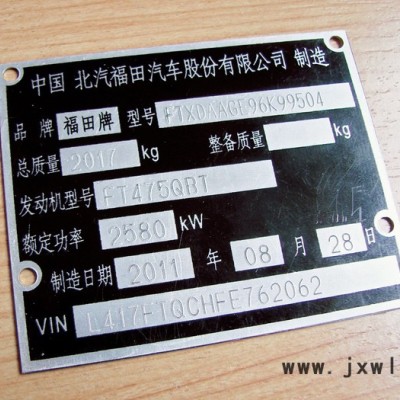 中国 北汽福田汽车股份有限公司 制造
品牌 福田牌 型号 FTXDAAGE96K99504
总质量 2017 kg 整备质量 kg
发动机型号 FT475QBT
额定功率 2580 kW
制造日期 2011 年 08 月 28 日
VIN L417F1QCHFE762062
www.jxwl